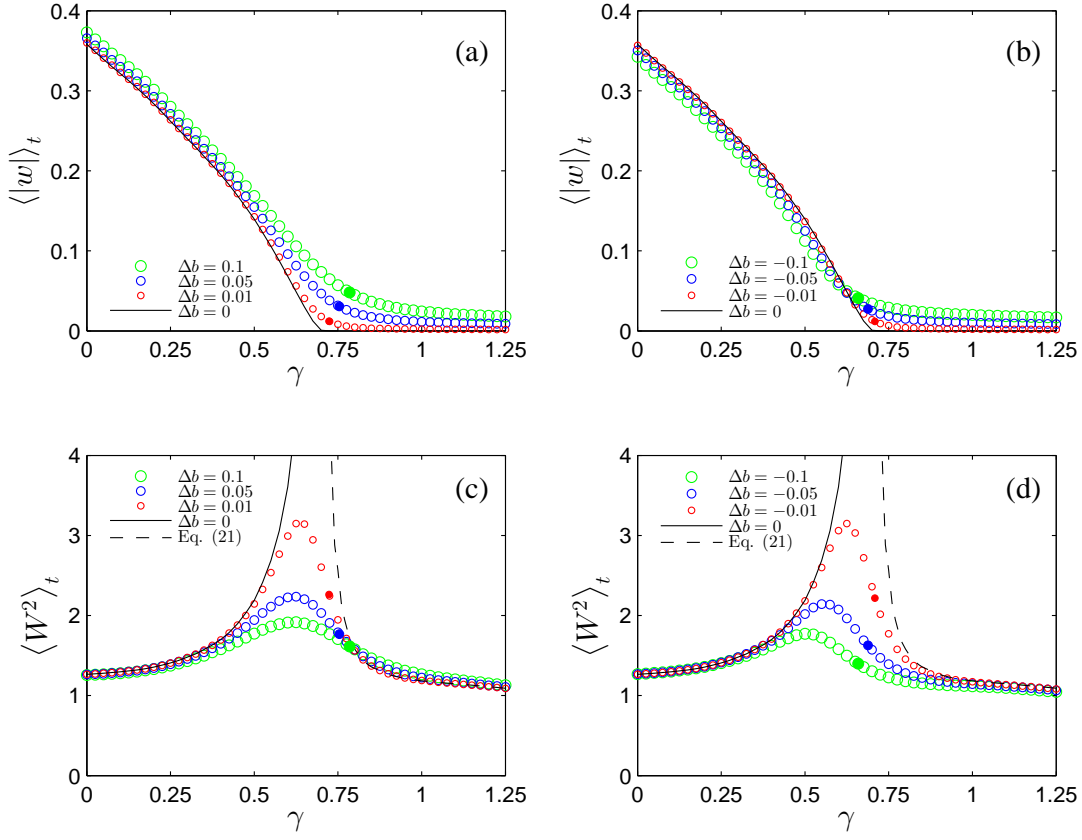 (a)
⟨|w|⟩_t
0.4
0.3
0.2
0.1
0
Δb = 0.1
Δb = 0.05
Δb = 0.01
Δb = 0
0 0.25 0.5 0.75 1 1.25
γ
(b)
⟨|w|⟩_t
0.4
0.3
0.2
0.1
0
Δb = −0.1
Δb = −0.05
Δb = −0.01
Δb = 0
0 0.25 0.5 0.75 1 1.25
γ
(c)
⟨W²⟩_t
4
3
2
1
0
Δb = 0.1
Δb = 0.05
Δb = 0.01
Δb = 0
Eq. (21)
0 0.25 0.5 0.75 1 1.25
γ
(d)
⟨W²⟩_t
4
3
2
1
0
Δb = −0.1
Δb = −0.05
Δb = −0.01
Δb = 0
Eq. (21)
0 0.25 0.5 0.75 1 1.25
γ